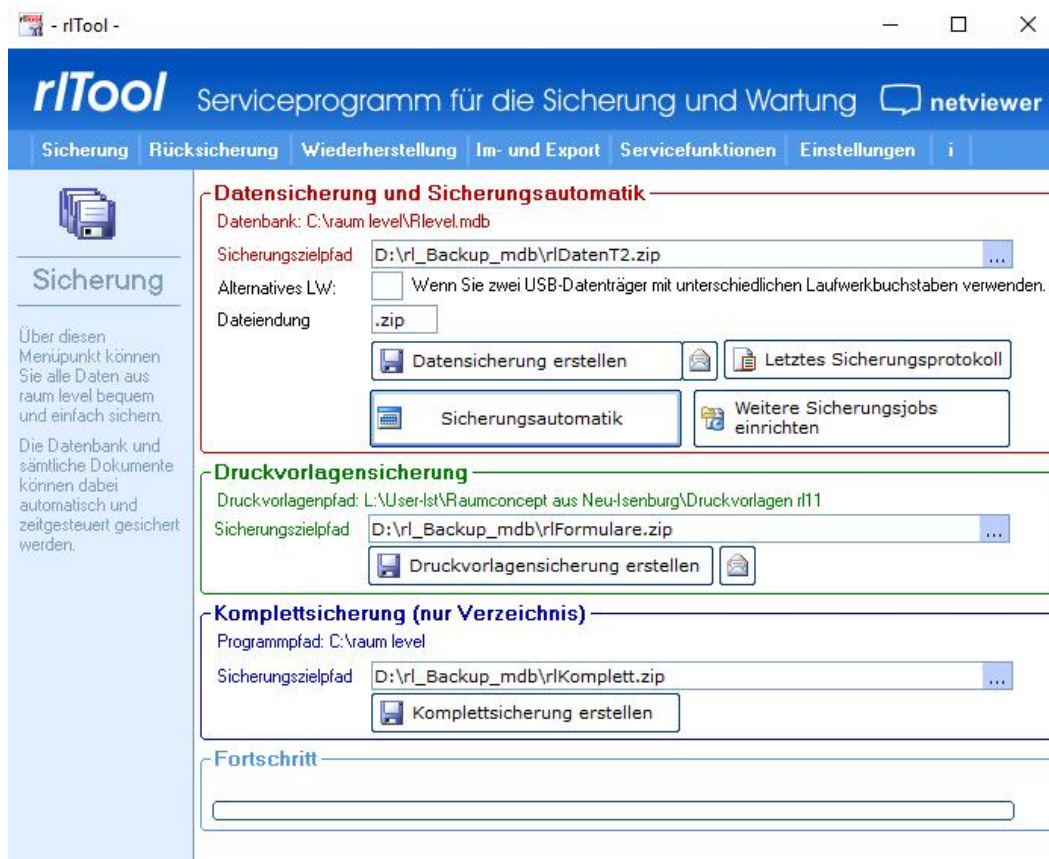 - rlTool -
rlTool Serviceprogramm für die Sicherung und Wartung netviewer
Sicherung Rücksicherung Wiederherstellung Im- und Export Servicefunktionen Einstellungen i
Sicherung
Über diesen
Menüpunkt können
Sie alle Daten aus
raum level bequem
und einfach sichern.
Die Datenbank und
sämtliche Dokumente
können dabei
automatisch und
zeitgesteuert gesichert
werden.
Datensicherung und Sicherungsautomatik
Datenbank: C:\raum level\Rlevel.mdb
Sicherungszielpfad D:\rl_Backup_mdb\rlDatenT2.zip ...
Alternatives LW: Wenn Sie zwei USB-Datenträger mit unterschiedlichen Laufwerkbuchstaben verwenden.
Dateiendung .zip
Datensicherung erstellen Letztes Sicherungsprotokoll
Sicherungsautomatik Weitere Sicherungsjobs
einrichten
Druckvorlagensicherung
Druckvorlagenpfad: L:\User-Ist\Raumconcept aus Neu-Isenburg\Druckvorlagen rl11
Sicherungszielpfad D:\rl_Backup_mdb\rlFormulare.zip ...
Druckvorlagensicherung erstellen
Komplettsicherung (nur Verzeichnis)
Programmpfad: C:\raum level
Sicherungszielpfad D:\rl_Backup_mdb\rlKomplett.zip ...
Komplettsicherung erstellen
Fortschritt